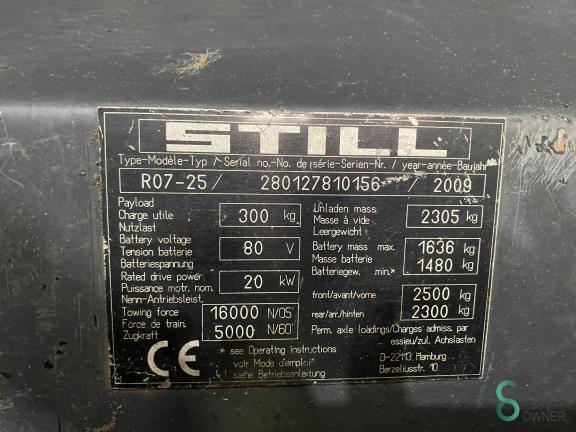 STILL
Type-Modèle-Typ / Serial no.-No. de série-Serien-Nr. / year-année-Baujahr
R07-25 / 280127810156 / 2009
Payload
Charge utile 300 kg
Nutzlast
Battery voltage
Tension batterie 80 V
Batteriespannung
Rated drive power
Puissance motr. nom. 20 kW
Nenn-Antriebsleist.
Towing force 16000 N/05'
Force de train. 5000 N/60'
Zugkraft
Unladen mass
Masse à vide 2305 kg
Leergewicht
Battery mass max. 1636 kg
Masse batterie
Batteriegew. min.* 1480 kg
front/avant/vorne 2500 kg
rear/arr./hinten 2300 kg
Perm. axle loadings/Charges admiss. par
essieu/zul. Achslasten
CE
* see Operating instructions
voir Mode d'emploi
! siehe Betriebsanleitung
D-22113 Hamburg
Berzeliusstr. 10
OWNER